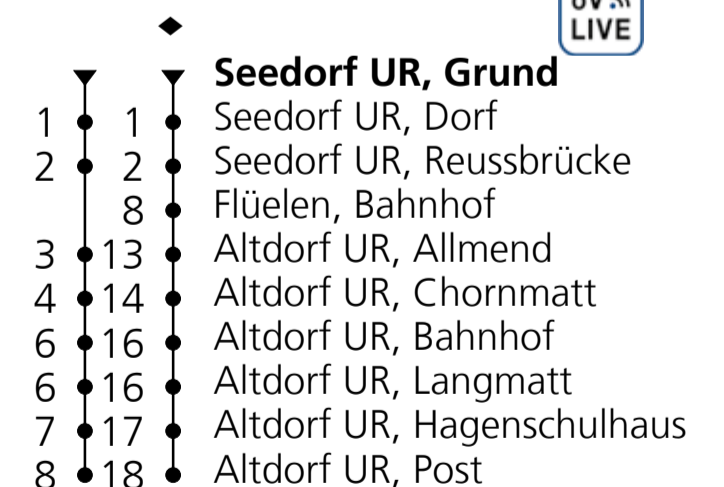 öV
LIVE
Seedorf UR, Grund
1 1 Seedorf UR, Dorf
2 2 Seedorf UR, Reussbrücke
8 Flüelen, Bahnhof
3 13 Altdorf UR, Allmend
4 14 Altdorf UR, Chornmatt
6 16 Altdorf UR, Bahnhof
6 16 Altdorf UR, Langmatt
7 17 Altdorf UR, Hagenschulhaus
8 18 Altdorf UR, Post